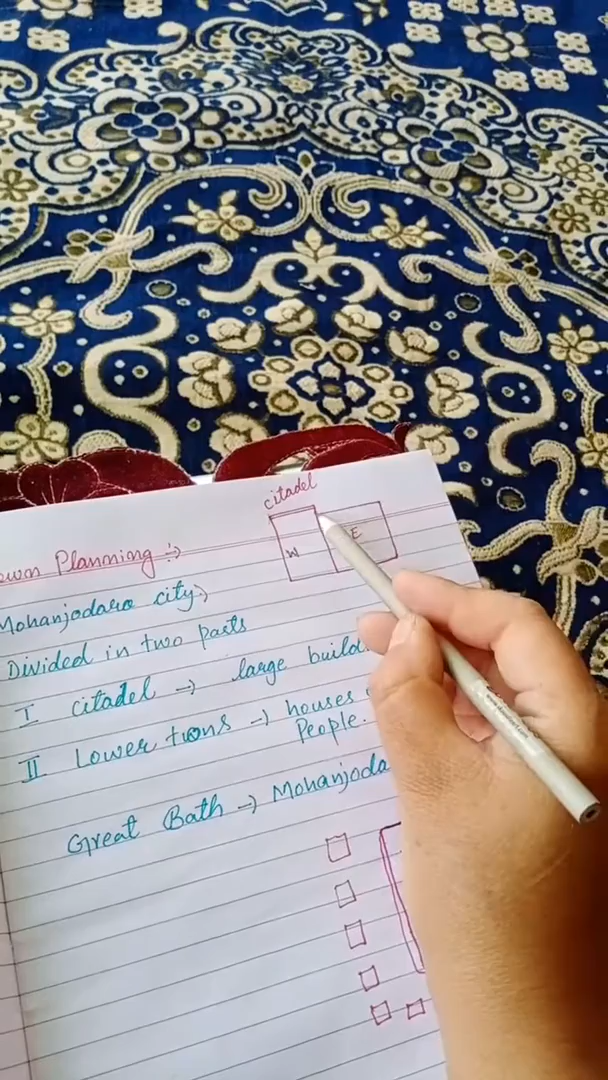 citadel
W E
own Planning :-
Mohanjodaro city
Divided in two parts
I citadel → large build
II Lower tions → houses
People.
Great Bath → Mohanjoda